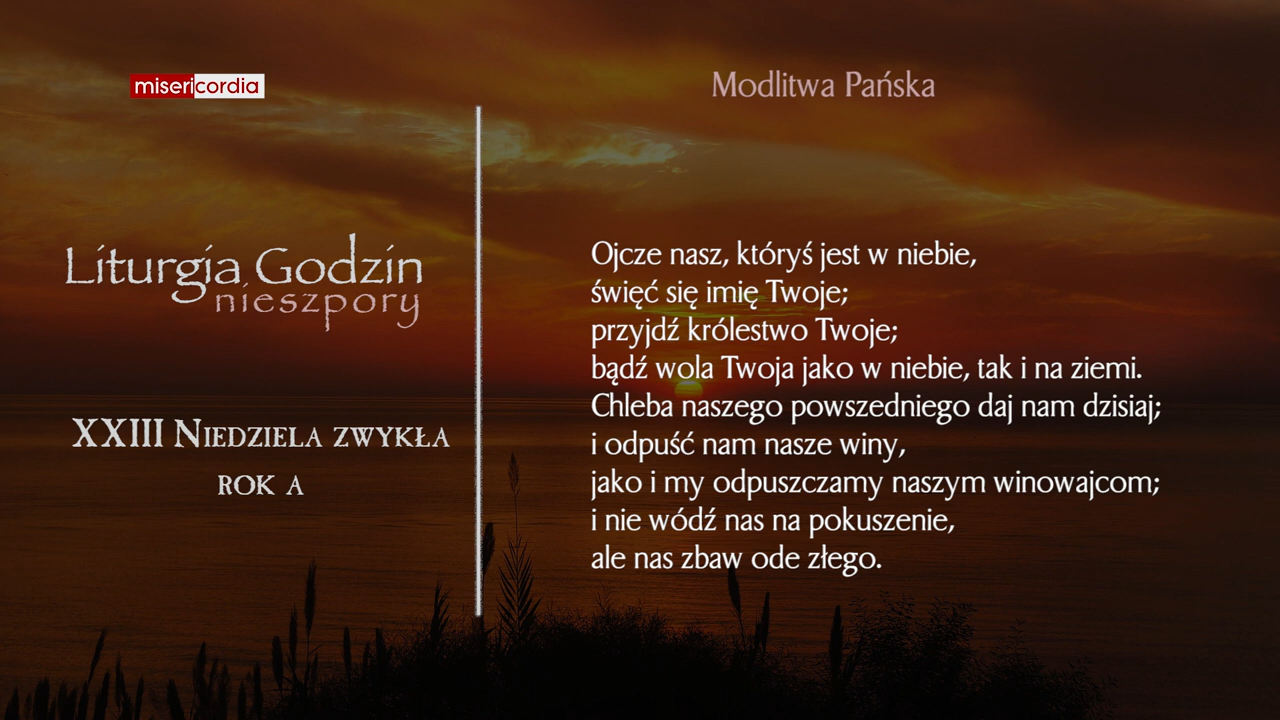 misericordia
Liturgia Godzin
nieszpory
XXIII Niedziela zwykła
rok a
Modlitwa Pańska
Ojcze nasz, któryś jest w niebie,
święć się imię Twoje;
przyjdź królestwo Twoje;
bądź wola Twoja jako w niebie, tak i na ziemi.
Chleba naszego powszedniego daj nam dzisiaj;
i odpuść nam nasze winy,
jako i my odpuszczamy naszym winowajcom;
i nie wódź nas na pokuszenie,
ale nas zbaw ode złego.